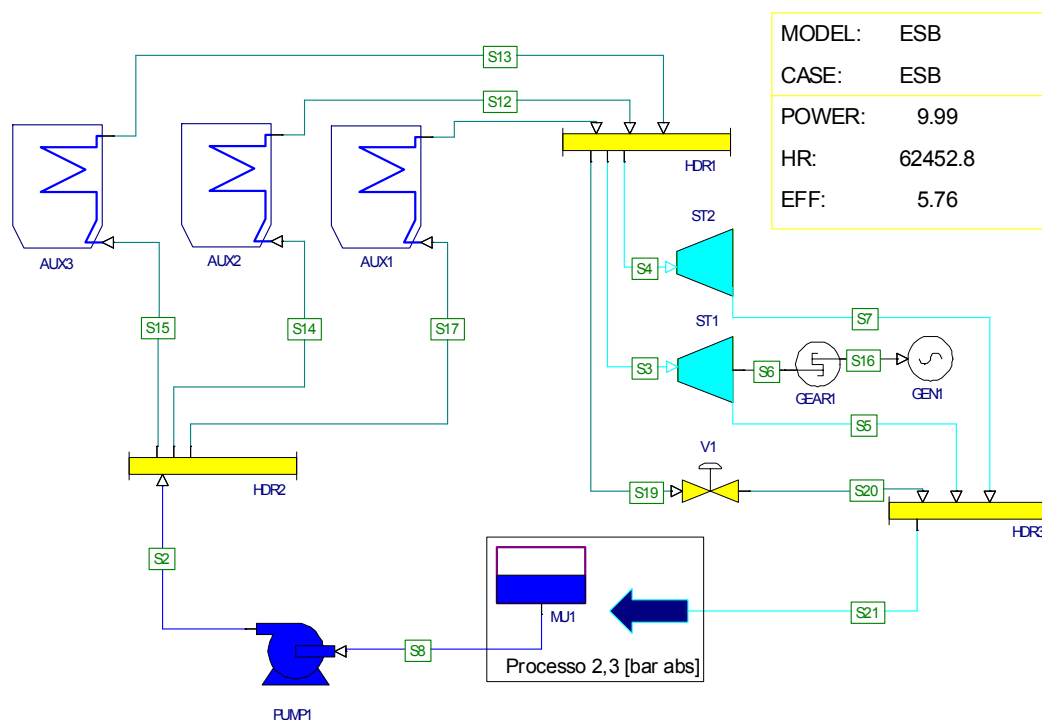 MODEL: ESB
CASE: ESB
POWER: 9.99
HR: 62452.8
EFF: 5.76
S13
S12
HDR1
AUX3
AUX2
AUX1
ST2
S4
S15
S14
S17
S7
ST1
S3
S6
S16
GEAR1
GEN1
S5
V1
HDR2
S19
S20
HDR3
S2
MU1
S21
S8
Processo 2,3 [bar abs]
PUMP1